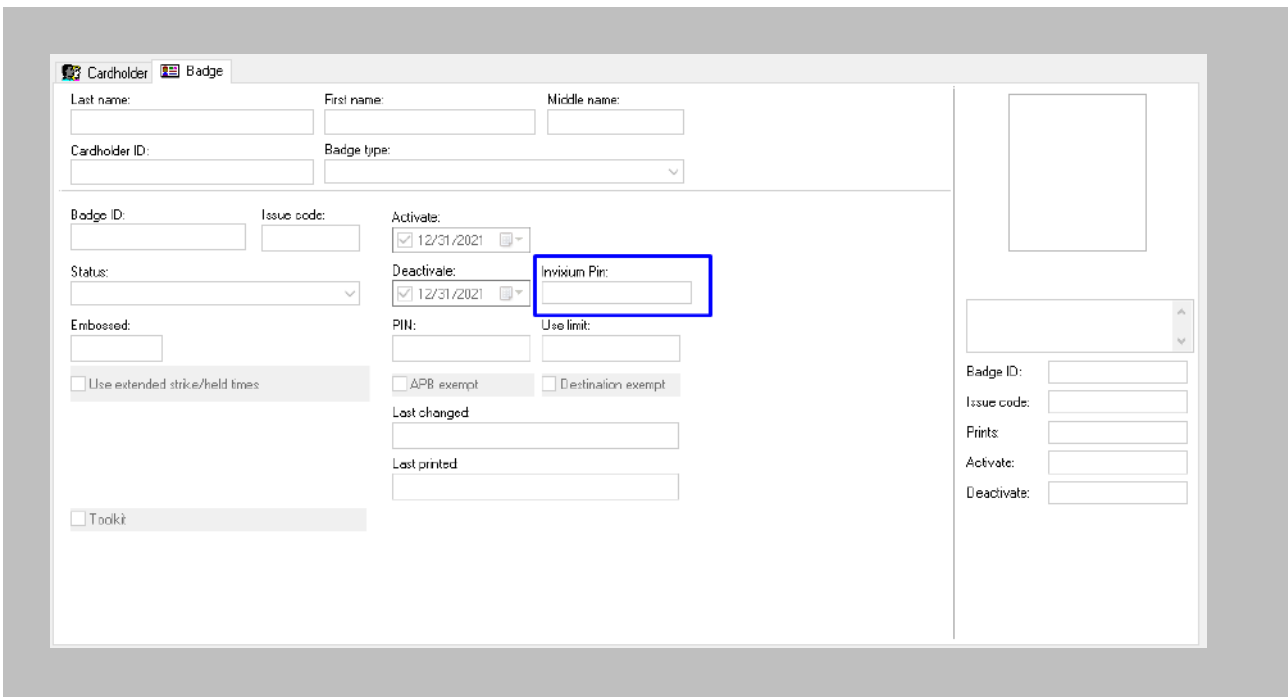 Cardholder Badge
Last name: First name: Middle name:
Cardholder ID: Badge type:
Badge ID: Issue code: Activate:
12/31/2021
Status: Deactivate: Invixium Pin:
12/31/2021
Embossed: PIN: Use limit:
Use extended strike/held times APB exempt Destination exempt
Last changed:
Last printed:
Toolkit
Badge ID:
Issue code:
Prints:
Activate:
Deactivate: